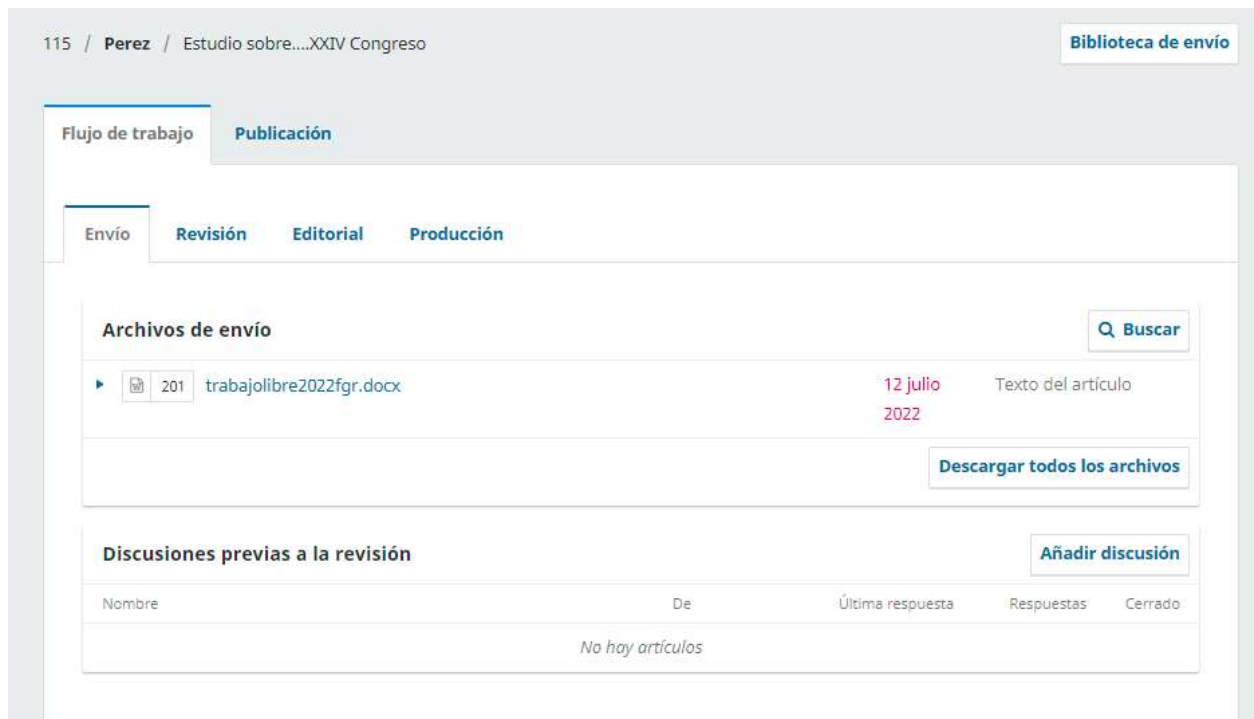 115 / Perez / Estudio sobre....XXIV Congreso
Biblioteca de envío
Flujo de trabajo Publicación
Envío Revisión Editorial Producción
Archivos de envío
Buscar
201 trabajolibre2022fgr.docx 12 julio Texto del artículo
2022
Descargar todos los archivos
Discusiones previas a la revisión
Añadir discusión
Nombre De Última respuesta Respuestas Cerrado
No hay artículos